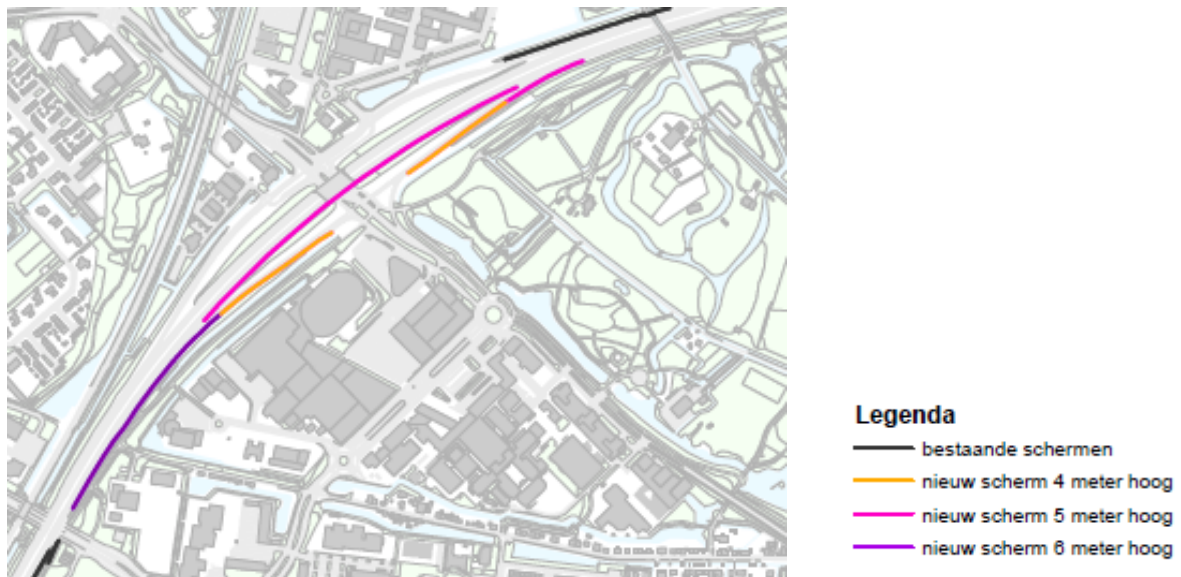 Legenda
bestaande schermen
nieuw scherm 4 meter hoog
nieuw scherm 5 meter hoog
nieuw scherm 6 meter hoog